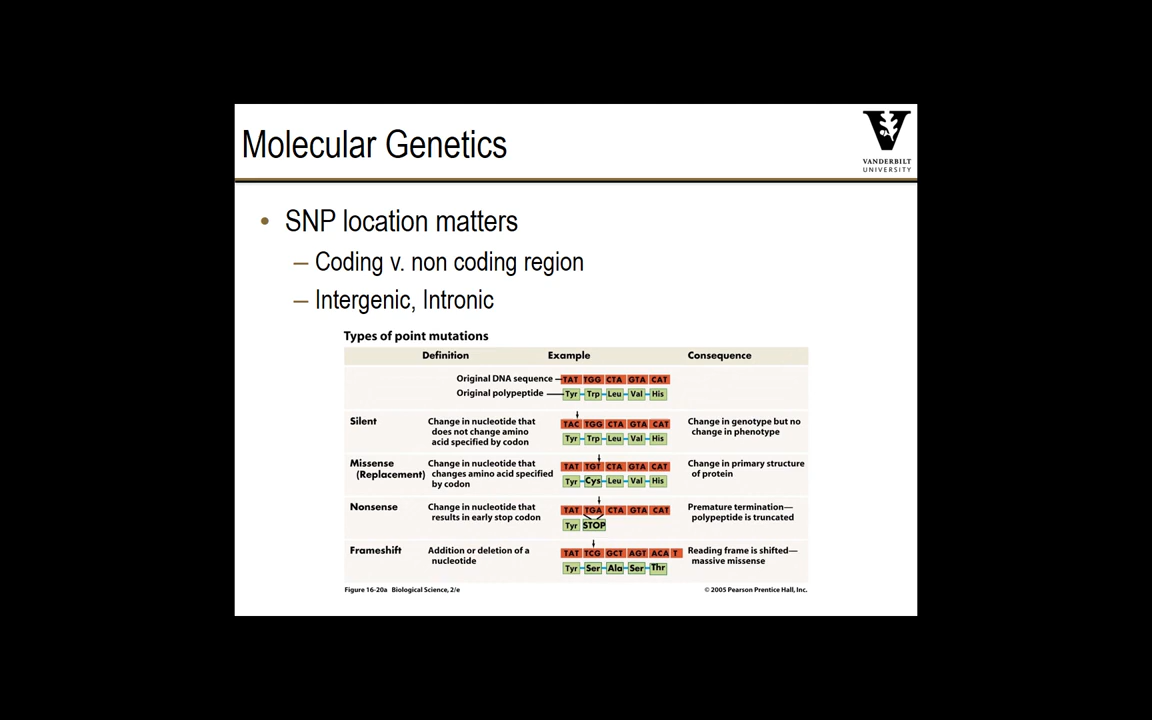 Molecular Genetics
VANDERBILT
UNIVERSITY
• SNP location matters
– Coding v. non coding region
– Intergenic, Intronic
Types of point mutations
Definition Example Consequence
Original DNA sequence TAT TGG CTA GTA CAT
Original polypeptide Tyr Trp Leu Val His
Silent Change in nucleotide that does not change amino acid specified by codon TAC TGG CTA GTA CAT Tyr Trp Leu Val His Change in genotype but no change in phenotype
Missense (Replacement) Change in nucleotide that changes amino acid specified by codon TAT TGT CTA GTA CAT Tyr Cys Leu Val His Change in primary structure of protein
Nonsense Change in nucleotide that results in early stop codon TAT TGA CTA GTA CAT Tyr STOP Premature termination— polypeptide is truncated
Frameshift Addition or deletion of a nucleotide TAT TCG GCT AGT ACA T Tyr Ser Ala Ser Thr Reading frame is shifted— massive missense
Figure 16-20a Biological Science, 2/e © 2005 Pearson Prentice Hall, Inc.